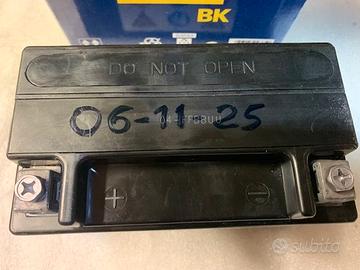 BK
DO NOT OPEN
06-11-25
+
-
subito